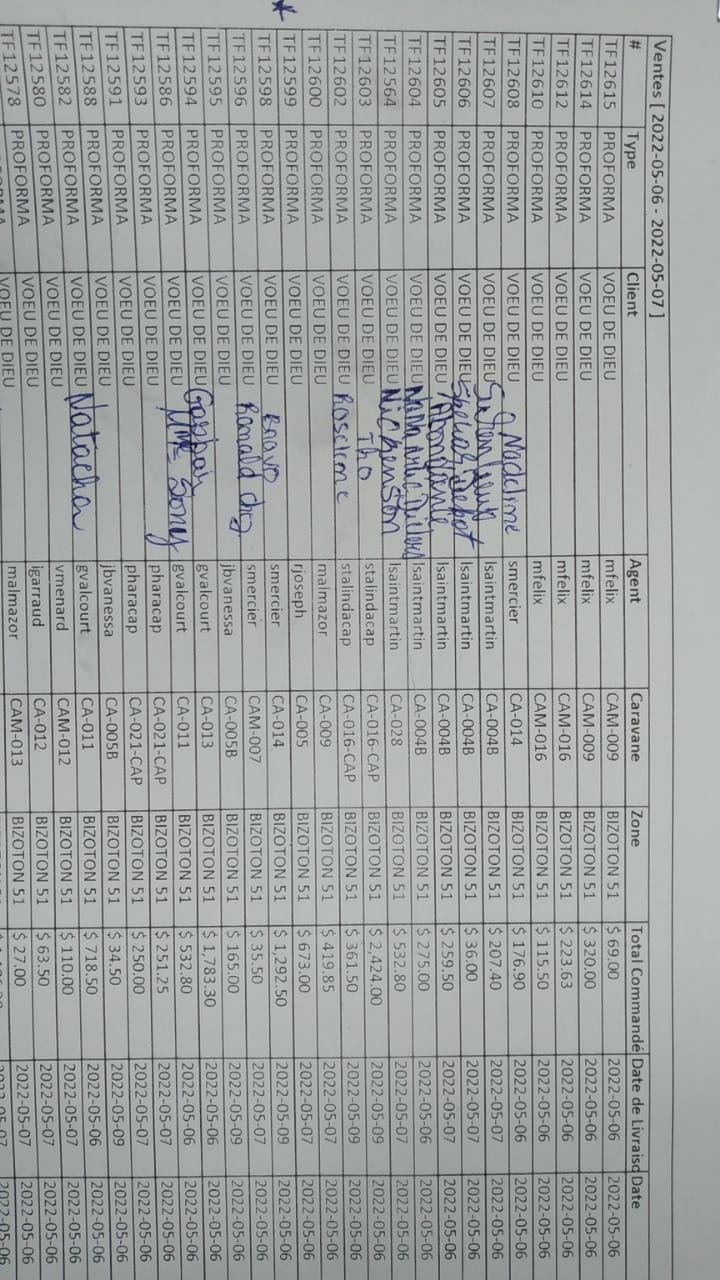 Ventes [ 2022-05-06 - 2022-05-07 ]
# Type Client Agent Caravane Zone Total Commandé Date de Livraisc Date
TF12615 PROFORMA VOEU DE DIEU mfelix CAM-009 BIZOTON 51 $ 69.00 2022-05-06 2022-05-06
TF12614 PROFORMA VOEU DE DIEU mfelix CAM-009 BIZOTON 51 $ 320.00 2022-05-06 2022-05-06
TF12612 PROFORMA VOEU DE DIEU mfelix CAM-016 BIZOTON 51 $ 223.63 2022-05-06 2022-05-06
TF12610 PROFORMA VOEU DE DIEU mfelix CAM-016 BIZOTON 51 $ 115.50 2022-05-06 2022-05-06
TF12608 PROFORMA VOEU DE DIEU Nadeline smercier CA-014 BIZOTON 51 $ 176.90 2022-05-06 2022-05-06
TF12607 PROFORMA VOEU DE DIEU lsaintmartin CA-004B BIZOTON 51 $ 207.40 2022-05-07 2022-05-06
TF12606 PROFORMA VOEU DE DIEU Depot lsaintmartin CA-004B BIZOTON 51 $ 36.00 2022-05-07 2022-05-06
TF12605 PROFORMA VOEU DE DIEU Abondance lsaintmartin CA-004B BIZOTON 51 $ 259.50 2022-05-07 2022-05-06
TF12604 PROFORMA VOEU DE DIEU NaNa lsaintmartin CA-004B BIZOTON 51 $ 275.00 2022-05-06 2022-05-06
TF12564 PROFORMA VOEU DE DIEU Nickenson lsaintmartin CA-028 BIZOTON 51 $ 532.80 2022-05-07 2022-05-06
TF12603 PROFORMA VOEU DE DIEU Tho stalindacap CA-016-CAP BIZOTON 51 $ 2,424.00 2022-05-09 2022-05-06
TF12602 PROFORMA VOEU DE DIEU Roselene stalindacap CA-016-CAP BIZOTON 51 $ 361.50 2022-05-09 2022-05-06
TF12600 PROFORMA VOEU DE DIEU malmazor CA-009 BIZOTON 51 $ 419.85 2022-05-07 2022-05-06
TF12599 PROFORMA VOEU DE DIEU rjoseph CA-005 BIZOTON 51 $ 673.00 2022-05-07 2022-05-06
TF12598 PROFORMA VOEU DE DIEU Bravo smercier CA-014 BIZOTON 51 $ 1,292.50 2022-05-09 2022-05-06
TF12596 PROFORMA VOEU DE DIEU Ronald Chez smercier CAM-007 BIZOTON 51 $ 35.50 2022-05-07 2022-05-06
TF12595 PROFORMA VOEU DE DIEU jbvanessa CA-005B BIZOTON 51 $ 165.00 2022-05-09 2022-05-06
TF12594 PROFORMA VOEU DE DIEU Gaspar gvalcourt CA-013 BIZOTON 51 $ 1,783.30 2022-05-07 2022-05-06
TF12586 PROFORMA VOEU DE DIEU Mme Sony gvalcourt CA-011 BIZOTON 51 $ 532.80 2022-05-06 2022-05-06
TF12593 PROFORMA VOEU DE DIEU pharacap CA-021-CAP BIZOTON 51 $ 251.25 2022-05-07 2022-05-06
TF12591 PROFORMA VOEU DE DIEU pharacap CA-021-CAP BIZOTON 51 $ 250.00 2022-05-07 2022-05-06
TF12588 PROFORMA VOEU DE DIEU jbvanessa CA-005B BIZOTON 51 $ 34.50 2022-05-09 2022-05-06
TF12582 PROFORMA VOEU DE DIEU Natacha gvalcourt CA-011 BIZOTON 51 $ 718.50 2022-05-06 2022-05-06
TF12580 PROFORMA VOEU DE DIEU vmenard CAM-012 BIZOTON 51 $ 110.00 2022-05-07 2022-05-06
TF12578 PROFORMA VOEU DE DIEU igarraud CA-012 BIZOTON 51 $ 63.50 2022-05-07 2022-05-06
PROFORMA VOEU DE DIEU malmazor CAM-013 BIZOTON 51 $ 27.00 2022-05-07 2022-05-06